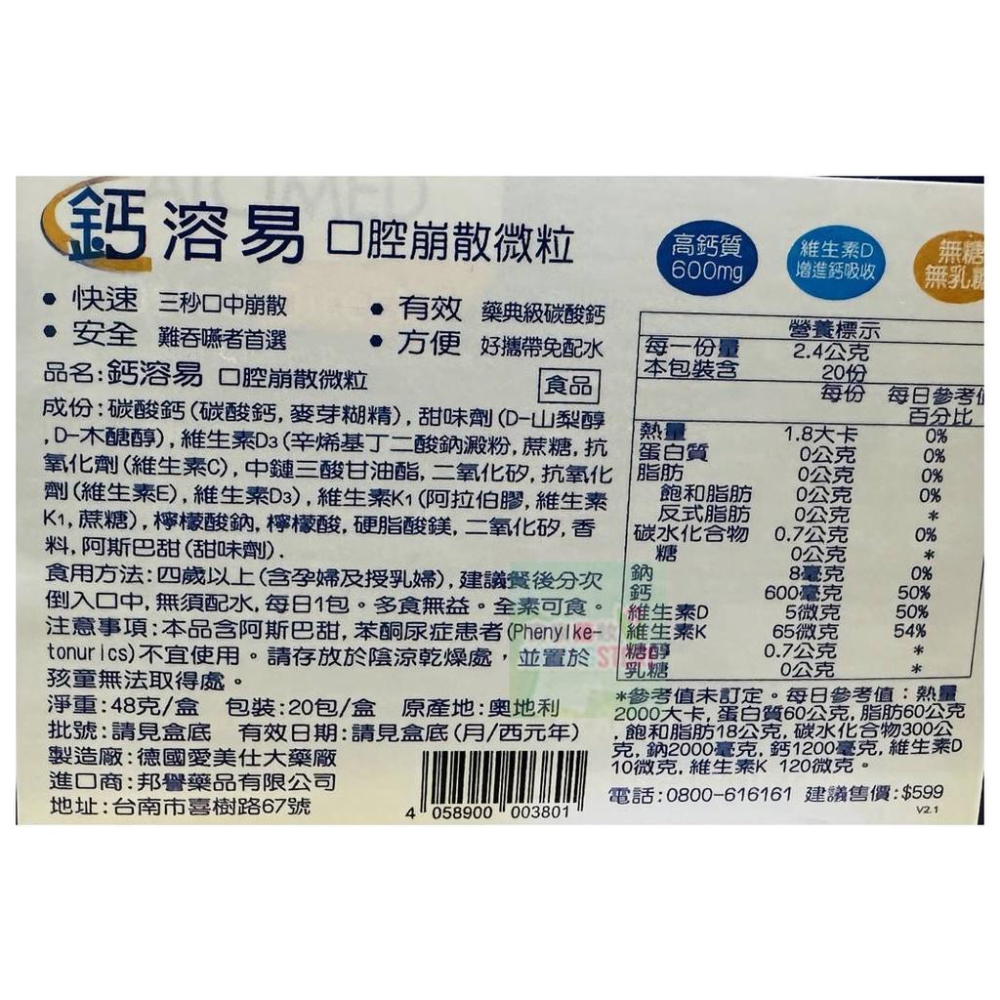 鈣溶易 口腔崩散微粒
高鈣質
600mg
維生素D
增進鈣吸收
無糖
無乳
• 快速 三秒口中崩散
• 有效 藥典級碳酸鈣
• 安全 難吞嚥者首選
• 方便 好攜帶免配水
品名:鈣溶易 口腔崩散微粒 食品
成份:碳酸鈣(碳酸鈣, 麥芽糊精), 甜味劑(D-山梨醇
, D-木醣醇), 維生素D3(辛烯基丁二酸鈉澱粉, 蔗糖, 抗
氧化劑(維生素C), 中鏈三酸甘油酯, 二氧化矽, 抗氧化
劑(維生素E), 維生素D3), 維生素K1(阿拉伯膠, 維生素
K1, 蔗糖), 檸檬酸鈉, 檸檬酸, 硬脂酸鎂, 二氧化矽, 香
料, 阿斯巴甜(甜味劑).
食用方法:四歲以上(含孕婦及授乳婦), 建議餐後分次
倒入口中, 無須配水, 每日1包。多食無益。全素可食。
注意事項:本品含阿斯巴甜, 苯酮尿症患者(Phenylke-
tonurics)不宜使用。請存放於陰涼乾燥處，並置於
孩童無法取得處。
淨重:48克/盒 包裝:20包/盒 原產地:奧地利
批號:請見盒底 有效日期:請見盒底(月/西元年)
製造廠:德國愛美仕大藥廠
進口商:邦譽藥品有限公司
地址:台南市喜樹路67號
4 058900 003801
營養標示
每一份量 2.4公克
本包裝含 20份
每份 每日參考值
百分比
熱量 1.8大卡 0%
蛋白質 0公克 0%
脂肪 0公克 0%
飽和脂肪 0公克 0%
反式脂肪 0公克 *
碳水化合物 0.7公克 0%
糖 0公克 *
鈉 8毫克 0%
鈣 600毫克 50%
維生素D 5微克 50%
維生素K 65微克 54%
糖醇 0.7公克 *
乳糖 0公克 *
*參考值未訂定。每日參考值：熱量
2000大卡, 蛋白質60公克, 脂肪60公克
, 飽和脂肪18公克, 碳水化合物300公
克, 鈉2000毫克, 鈣1200毫克, 維生素D
10微克, 維生素K 120微克。
電話:0800-616161 建議售價:$599
V2.1